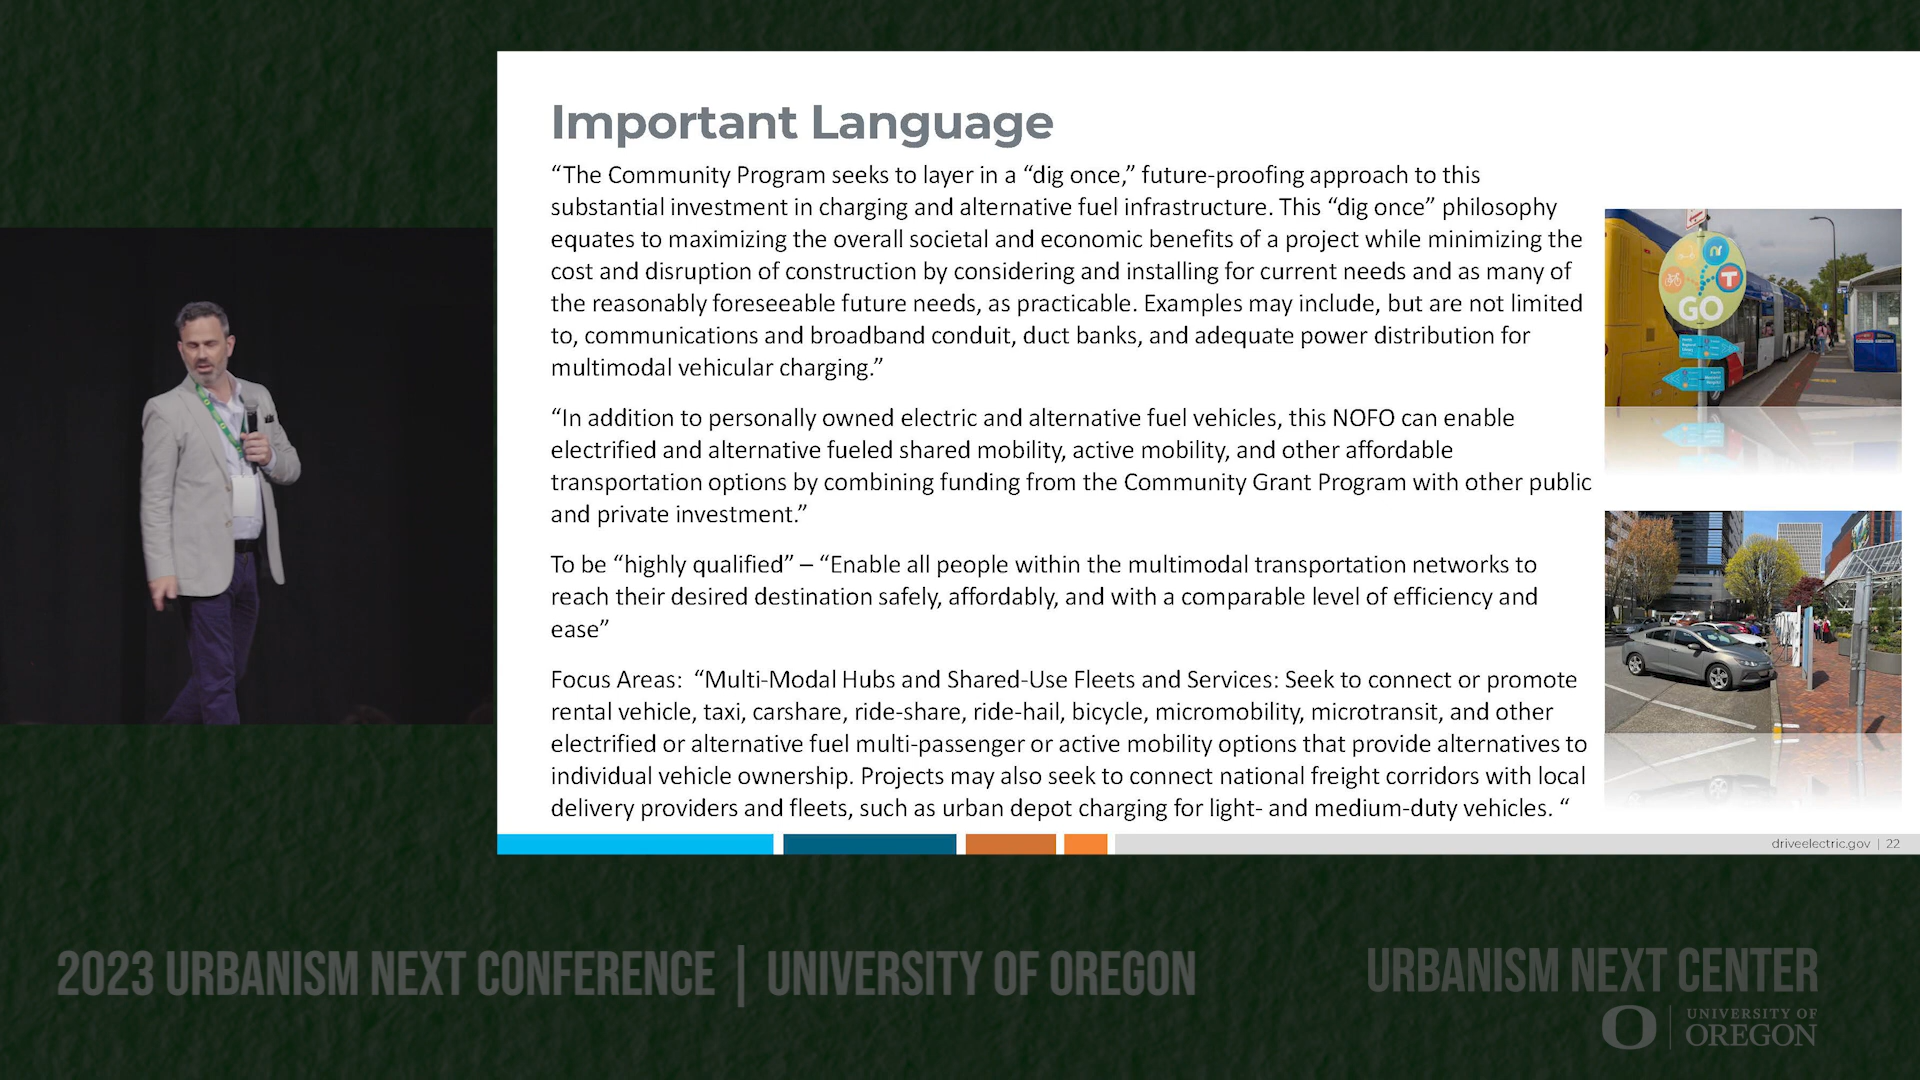 Important Language
“The Community Program seeks to layer in a “dig once,” future-proofing approach to this
substantial investment in charging and alternative fuel infrastructure. This “dig once” philosophy
equates to maximizing the overall societal and economic benefits of a project while minimizing the
cost and disruption of construction by considering and installing for current needs and as many of
the reasonably foreseeable future needs, as practicable. Examples may include, but are not limited
to, communications and broadband conduit, duct banks, and adequate power distribution for
multimodal vehicular charging.”
“In addition to personally owned electric and alternative fuel vehicles, this NOFO can enable
electrified and alternative fueled shared mobility, active mobility, and other affordable
transportation options by combining funding from the Community Grant Program with other public
and private investment.”
To be “highly qualified” – “Enable all people within the multimodal transportation networks to
reach their desired destination safely, affordably, and with a comparable level of efficiency and
ease”
Focus Areas:  “Multi-Modal Hubs and Shared-Use Fleets and Services: Seek to connect or promote
rental vehicle, taxi, carshare, ride-share, ride-hail, bicycle, micromobility, microtransit, and other
electrified or alternative fuel multi-passenger or active mobility options that provide alternatives to
individual vehicle ownership. Projects may also seek to connect national freight corridors with local
delivery providers and fleets, such as urban depot charging for light- and medium-duty vehicles. “
nr
T
GO
driveelectric.gov | 22
2023 URBANISM NEXT CONFERENCE | UNIVERSITY OF OREGON
URBANISM NEXT CENTER
O | UNIVERSITY OF
OREGON